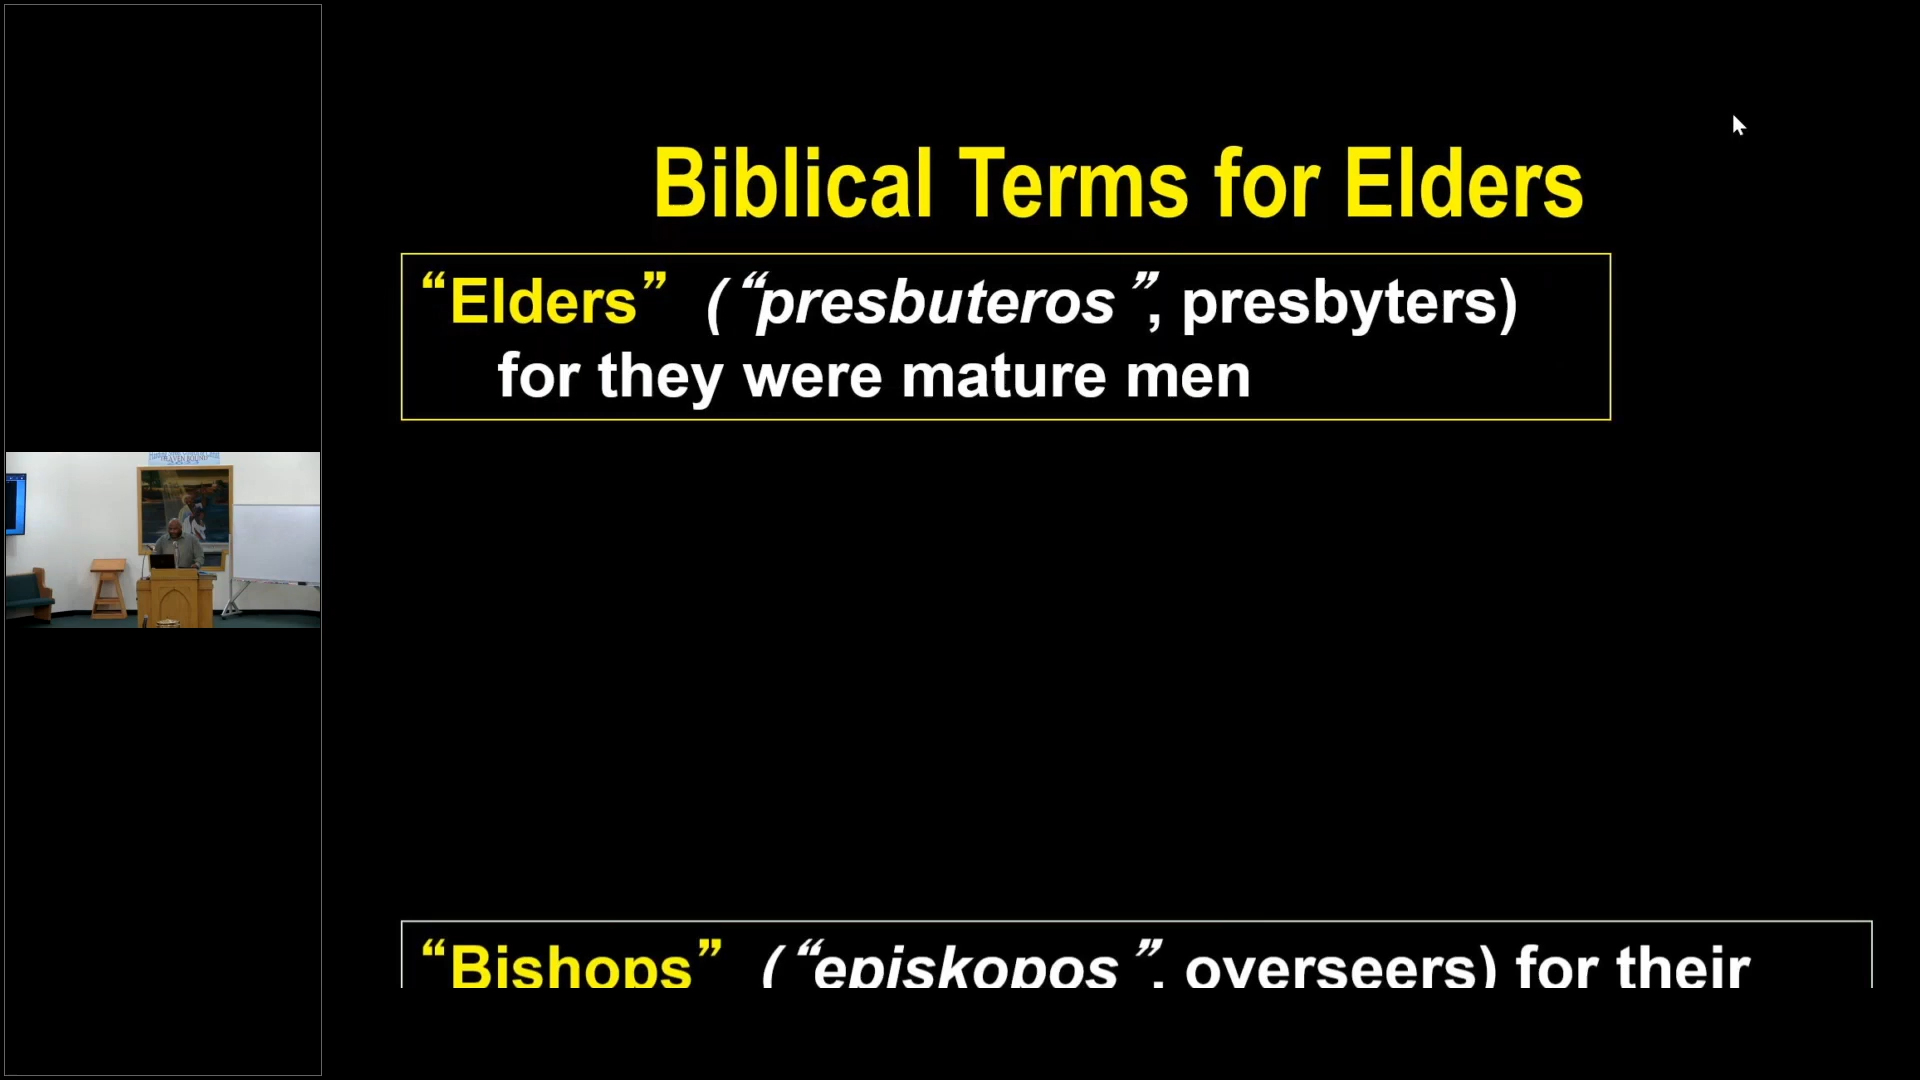 Biblical Terms for Elders
“Elders” (“presbuteros”, presbyters)
for they were mature men
“Bishops” (“episkopos”, overseers) for their